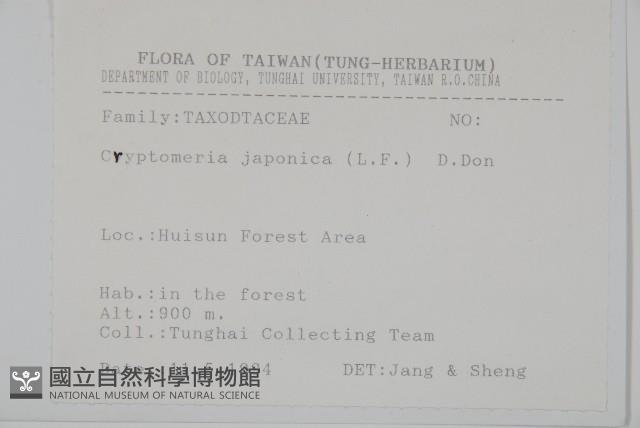 FLORA OF TAIWAN(TUNG-HERBARIUM)
DEPARTMENT OF BIOLOGY, TUNGHAI UNIVERSITY, TAIWAN R.O.CHINA
Family:TAXODTACEAE NO:
Cryptomeria japonica (L.F.) D.Don
Loc.:Huisun Forest Area
Hab.:in the forest
Alt.:900 m.
Coll.:Tunghai Collecting Team
DET:Jang & Sheng
國立自然科學博物館
NATIONAL MUSEUM OF NATURAL SCIENCE